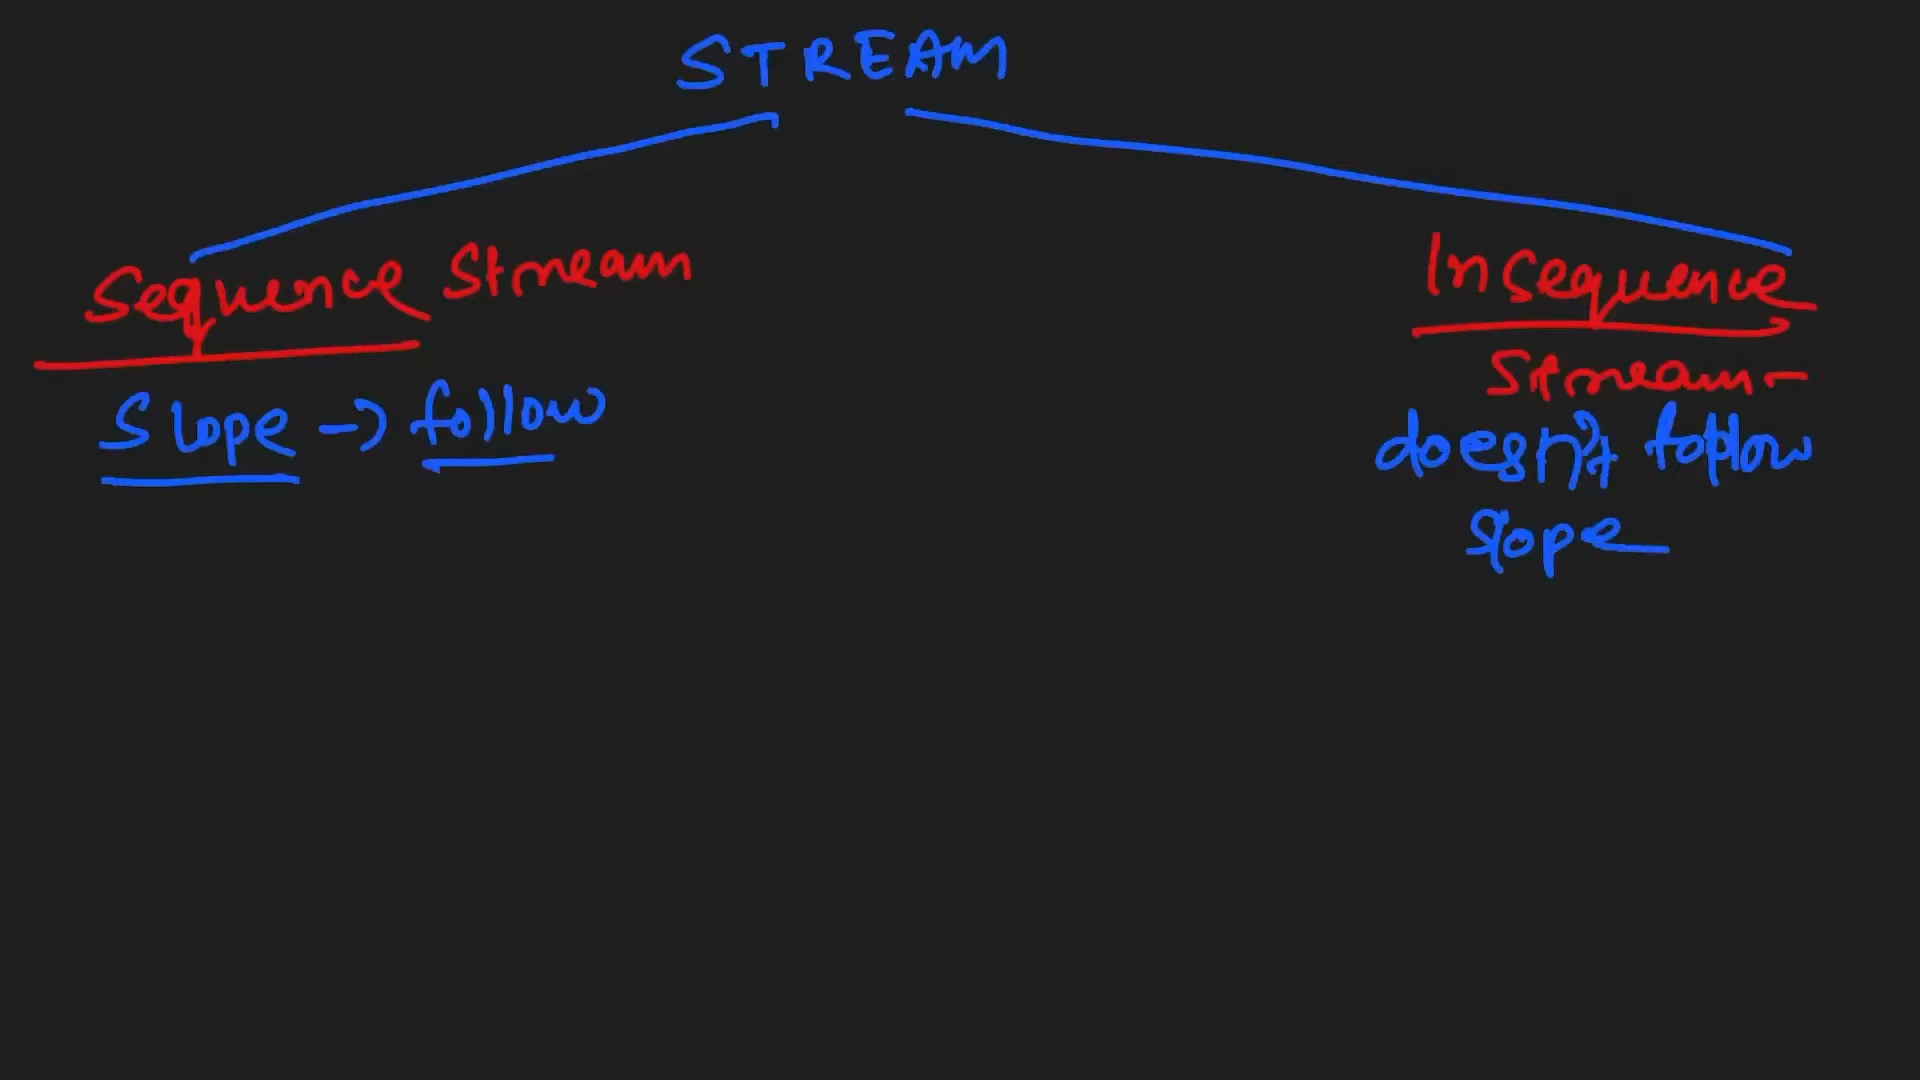 STREAM
Sequence Stream
Slope → follow
Insequence
Stream-
doesn't follow
slope